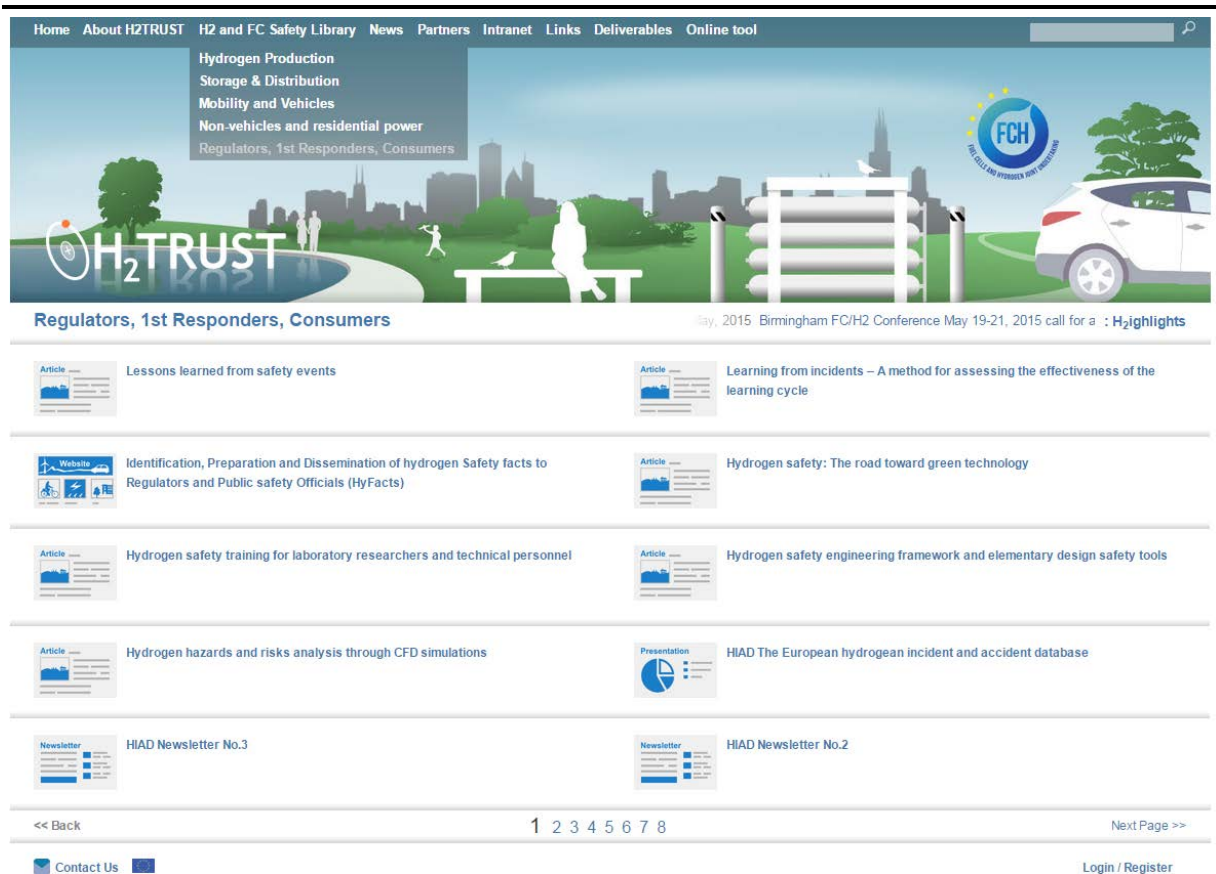 Home About H2TRUST H2 and FC Safety Library News Partners Intranet Links Deliverables Online tool
Hydrogen Production
Storage & Distribution
Mobility and Vehicles
Non-vehicles and residential power
Regulators, 1st Responders, Consumers
FCH
FUEL CELLS AND HYDROGEN JOINT UNDERTAKING
H2TRUST
Regulators, 1st Responders, Consumers
2015 Birmingham FC/H2 Conference May 19-21, 2015 call for a : H2ighlights
Article
Lessons learned from safety events
Article
Learning from incidents – A method for assessing the effectiveness of the
learning cycle
Website
Identification, Preparation and Dissemination of hydrogen Safety facts to
Regulators and Public safety Officials (HyFacts)
Article
Hydrogen safety: The road toward green technology
Article
Hydrogen safety training for laboratory researchers and technical personnel
Article
Hydrogen safety engineering framework and elementary design safety tools
Article
Hydrogen hazards and risks analysis through CFD simulations
Presentation
HIAD The European hydrogean incident and accident database
Newsletter
HIAD Newsletter No.3
Newsletter
HIAD Newsletter No.2
<< Back
1 2 3 4 5 6 7 8
Next Page >>
Contact Us
Login / Register